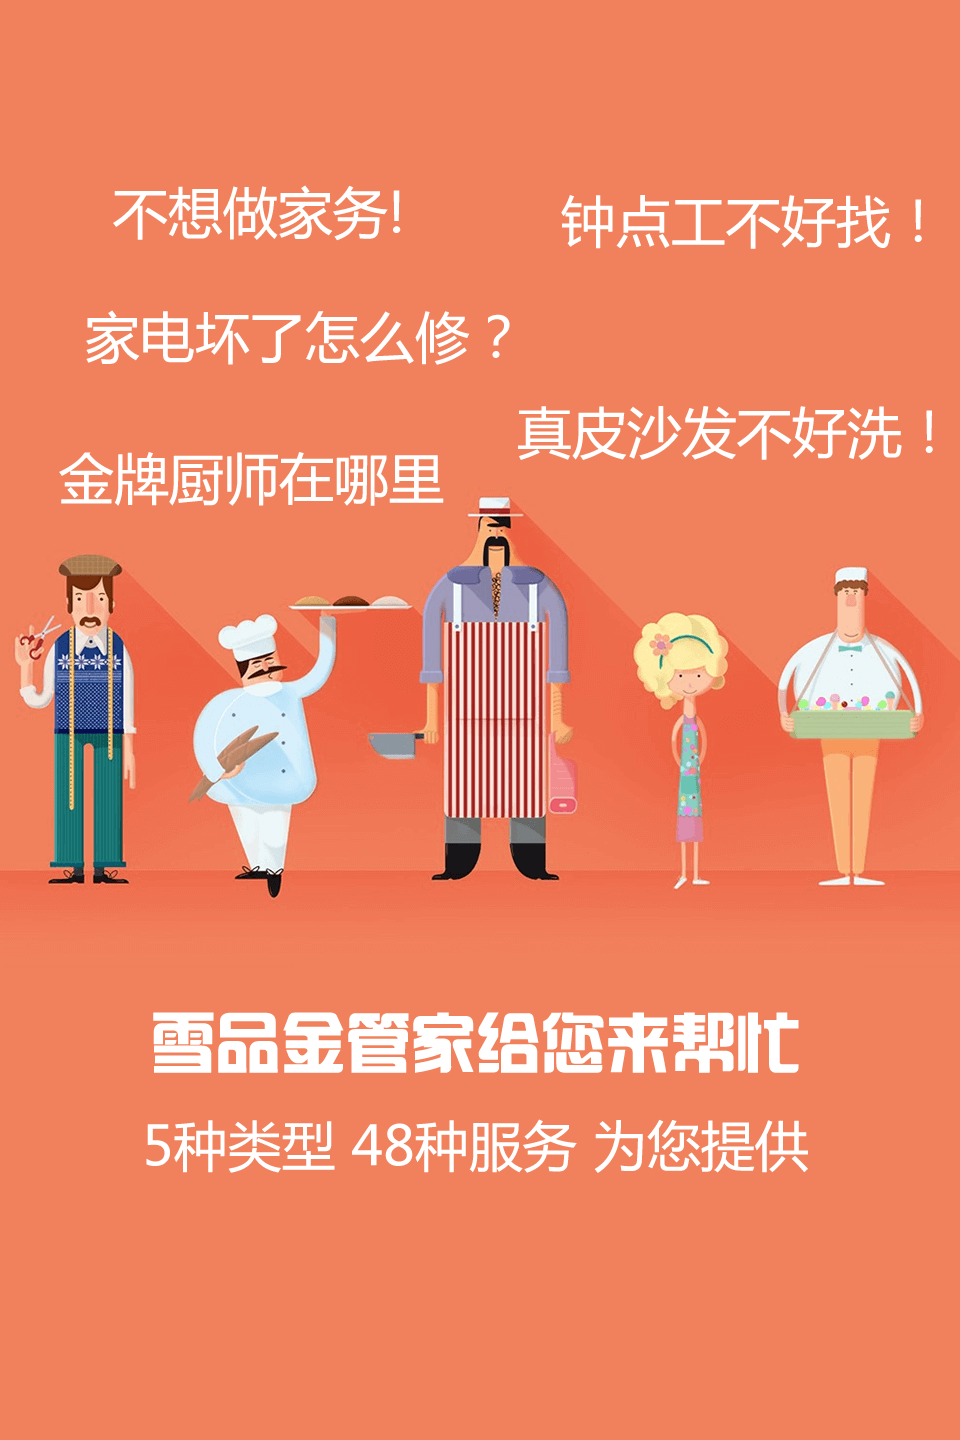 不想做家务!
钟点工不好找！
家电坏了怎么修？
真皮沙发不好洗！
金牌厨师在哪里
雪品金管家给您来帮忙
5种类型 48种服务 为您提供